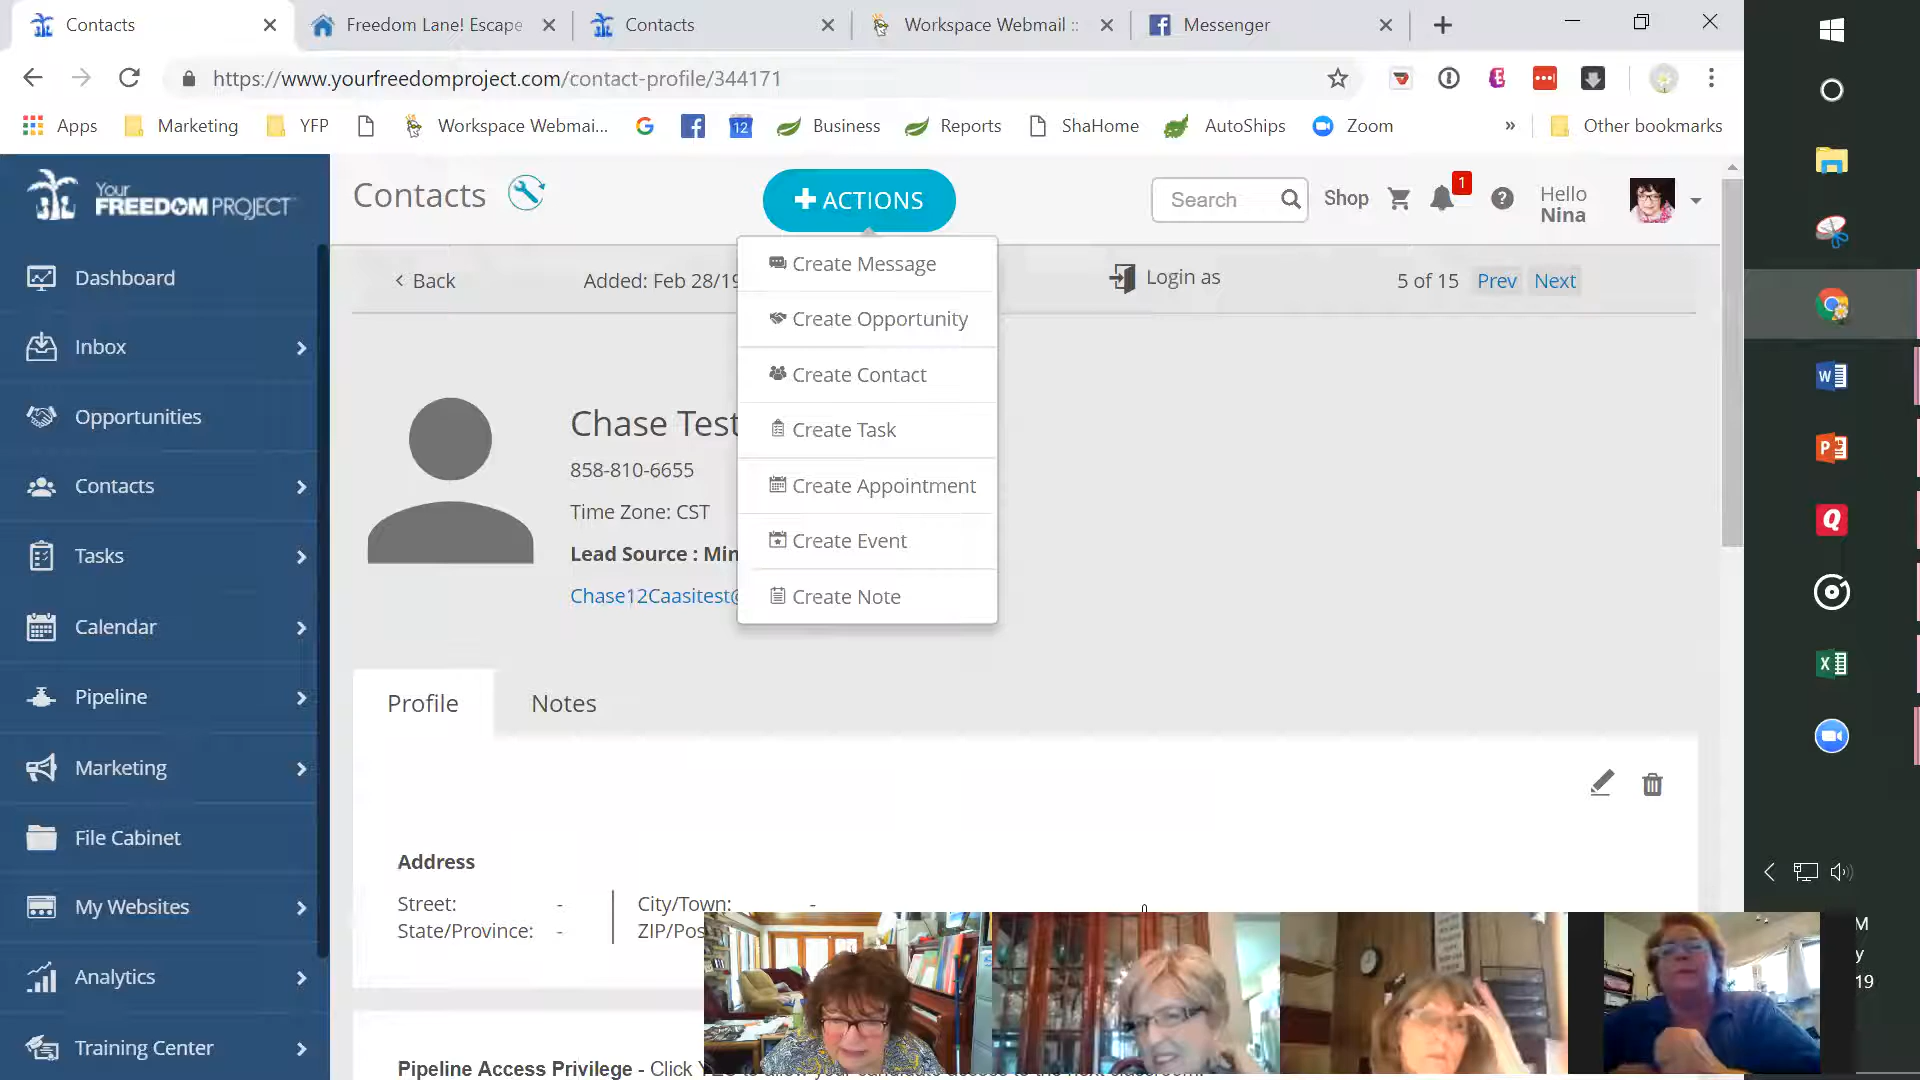 Contacts
Freedom Lane! Escape
Contacts
Workspace Webmail ::
Messenger
https://www.yourfreedomproject.com/contact-profile/344171
Apps
Marketing
YFP
Workspace Webmai...
12
Business
Reports
ShaHome
AutoShips
Zoom
»
Other bookmarks
Your
FREEDOM PROJECT
Contacts
+ ACTIONS
Search
Shop
1
Hello
Nina
Dashboard
Inbox
Opportunities
Contacts
Tasks
Calendar
Pipeline
Marketing
File Cabinet
My Websites
Analytics
Training Center
< Back
Added: Feb 28/19
Login as
5 of 15 Prev Next
Create Message
Create Opportunity
Create Contact
Create Task
Create Appointment
Create Event
Create Note
Chase Test
858-810-6655
Time Zone: CST
Lead Source : Min
Chase12Caasitest@
Profile
Notes
Address
Street: -
City/Town: -
State/Province: -
ZIP/Pos
Pipeline Access Privilege - Click
M
y
19